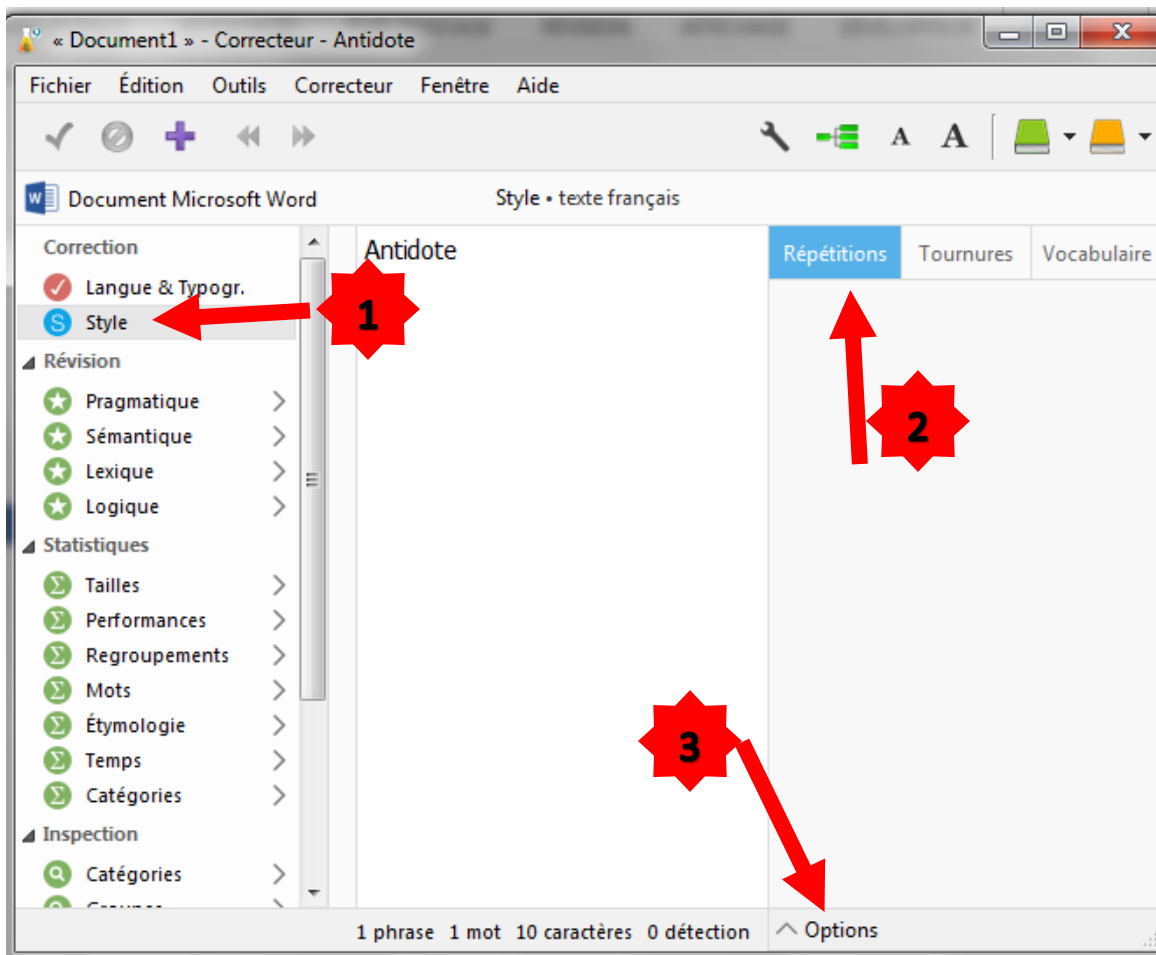 « Document1 » - Correcteur - Antidote
Fichier Édition Outils Correcteur Fenêtre Aide
A A
Document Microsoft Word Style • texte français
Correction
Langue & Typogr.
S Style
Révision
Pragmatique
Sémantique
Lexique
Logique
Statistiques
Σ Tailles
Σ Performances
Σ Regroupements
Σ Mots
Σ Étymologie
Σ Temps
Σ Catégories
Inspection
Catégories
Antidote
1
Répétitions Tournures Vocabulaire
2
3
1 phrase 1 mot 10 caractères 0 détection
Options